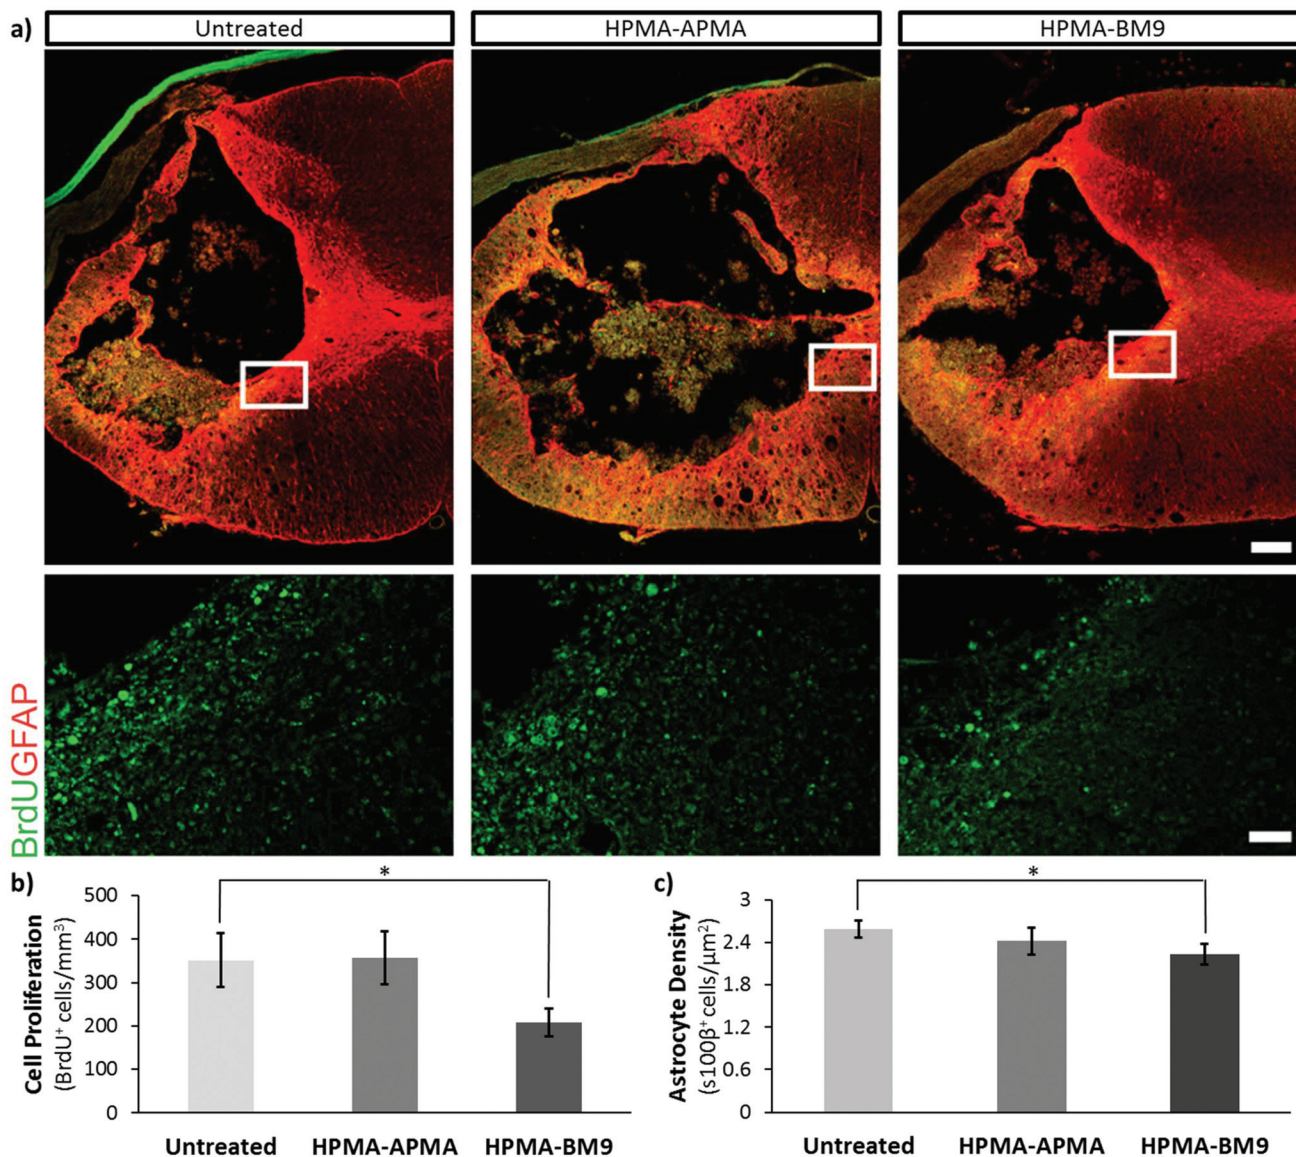 a)
Untreated
HPMA-APMA
HPMA-BM9
BrdUGFAP
b)
*
Cell Proliferation
(BrdU⁺ cells/mm³)
500
400
300
200
100
0
Untreated
HPMA-APMA
HPMA-BM9
c)
*
Astrocyte Density
(s100β⁺ cells/µm²)
3
2.4
1.8
1.2
0.6
0
Untreated
HPMA-APMA
HPMA-BM9